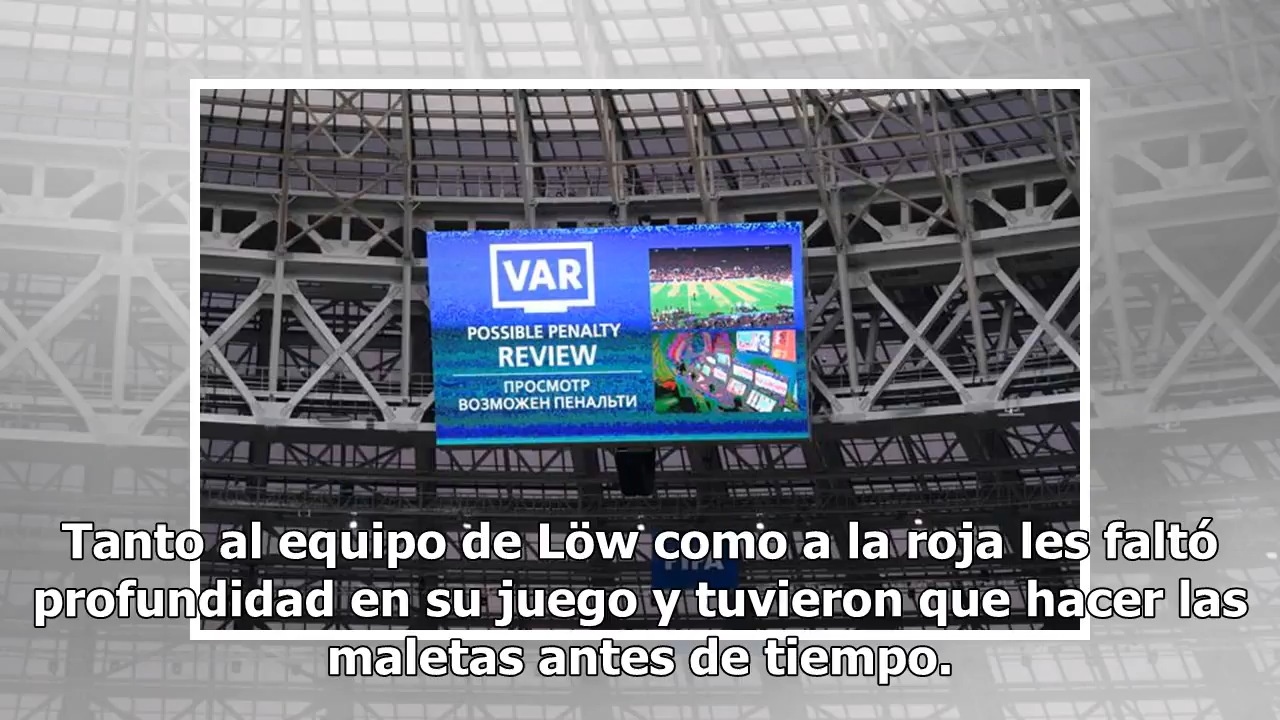 VAR
POSSIBLE PENALTY
REVIEW
ПРОСМОТР
ВОЗМОЖЕН ПЕНАЛЬТИ
FIFA
Tanto al equipo de Löw como a la roja les faltó
profundidad en su juego y tuvieron que hacer las
maletas antes de tiempo.